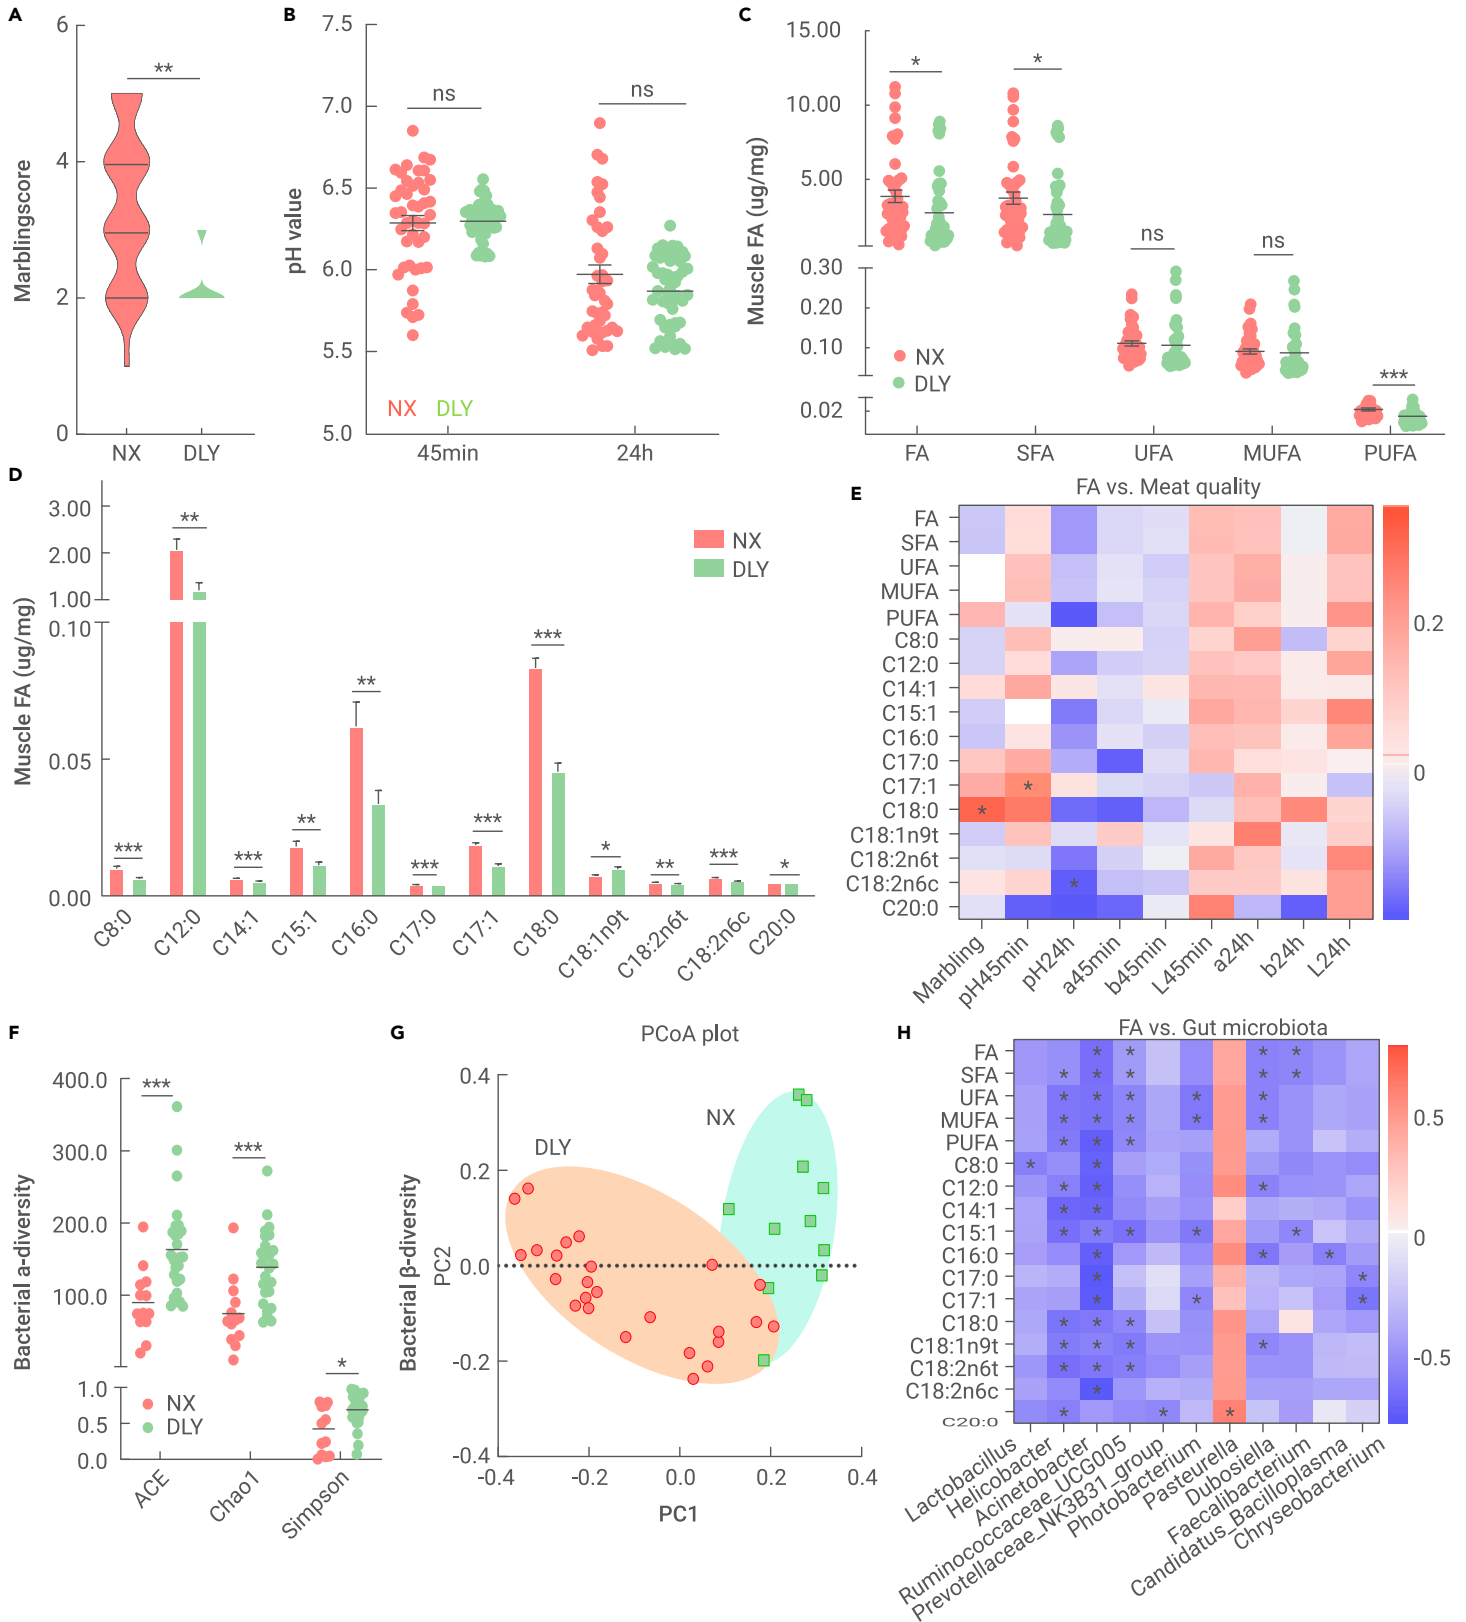 A
6
4
2
0
Marblingscore
**
NX
DLY
B
7.5
7.0
6.5
6.0
5.5
5.0
pH value
ns
ns
NX DLY
45min
24h
C
15.00
10.00
5.00
0.30
0.20
0.10
0.02
Muscle FA (ug/mg)
*
*
ns
ns
***
NX
DLY
FA
SFA
UFA
MUFA
PUFA
D
3.00
2.00
1.00
0.10
0.05
0.00
Muscle FA (ug/mg)
NX
DLY
***
**
***
**
**
***
***
***
*
**
***
*
C8:0
C12:0
C14:1
C15:1
C16:0
C17:0
C17:1
C18:0
C18:1n9t
C18:2n6t
C18:2n6c
C20:0
E
FA vs. Meat quality
FA
SFA
UFA
MUFA
PUFA
C8:0
C12:0
C14:1
C15:1
C16:0
C17:0
C17:1 *
C18:0 *
C18:1n9t
C18:2n6t
C18:2n6c *
C20:0
Marbling
pH45min
pH24h
a45min
b45min
L45min
a24h
b24h
L24h
0.2
0
F
400.0
300.0
200.0
100.0
1.0
0.5
0.0
Bacterial a-diversity
***
***
*
NX
DLY
ACE
Chao1
Simpson
G
PCoA plot
0.4
0.2
0.0
-0.2
-0.4
Bacterial β-diversity
PC2
DLY
NX
-0.4
-0.2
0.0
0.2
0.4
PC1
H
FA vs. Gut microbiota
FA * * * *
SFA * * * * *
UFA * * * * *
MUFA * * * * *
PUFA * * *
C8:0 * *
C12:0 * * *
C14:1 * *
C15:1 * * * * *
C16:0 * * *
C17:0 * *
C17:1 * * *
C18:0 * * *
C18:1n9t * * * *
C18:2n6t * * *
C18:2n6c *
C20:0 * * *
Lactobacillus
Helicobacter
Acinetobacter
Ruminococcaceae_UCG005
Prevotellaceae_NK3B31_group
Photobacterium
Pasteurella
Dubosiella
Faecalibacterium
Candidatus_Bacilloplasma
Chryseobacterium
0.5
0
-0.5